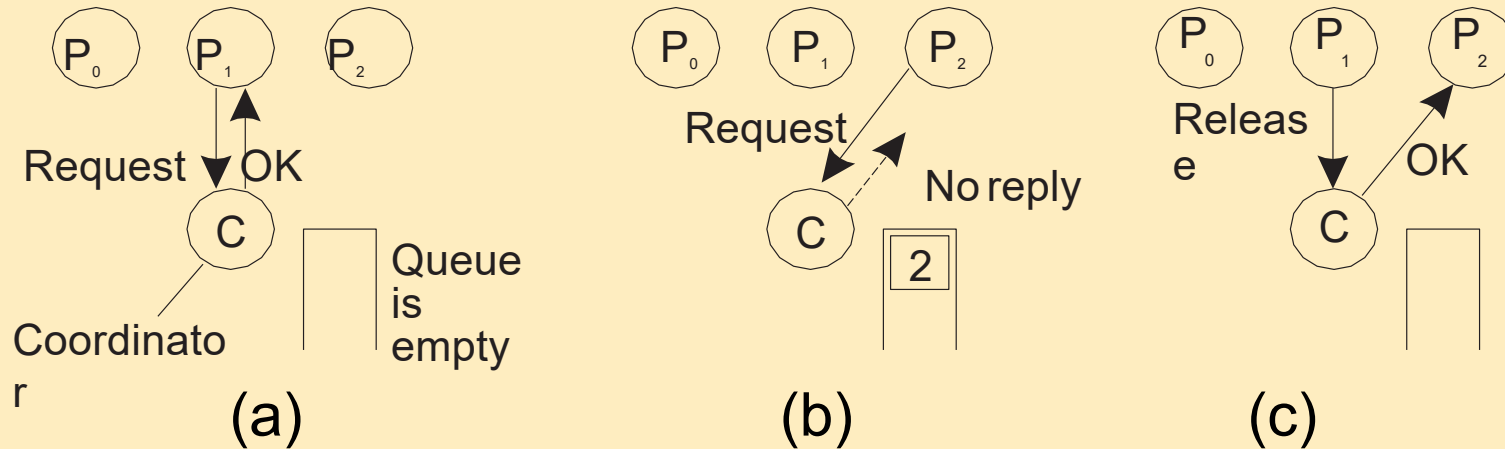 P₀ P₁ P₂
Request OK
C
Queue
is
empty
Coordinato
r
(a)
P₀ P₁ P₂
Request
No reply
C
2
(b)
P₀ P₁ P₂
Releas
e
OK
C
(c)